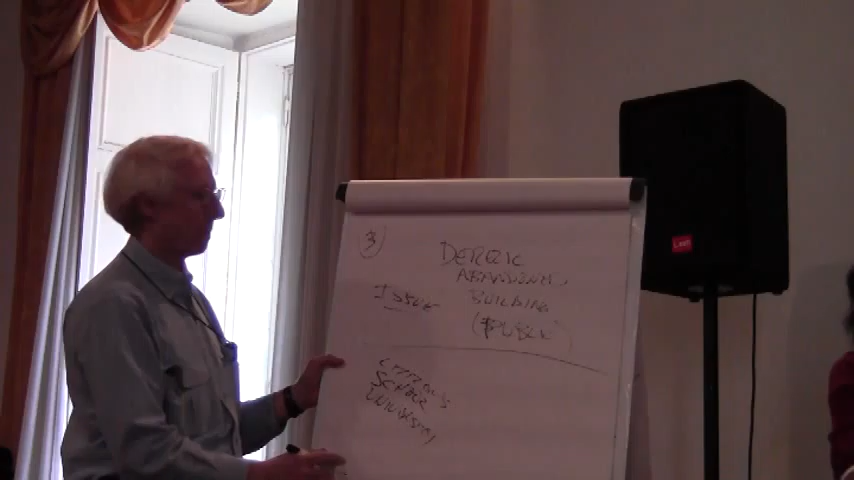 3
DERELIC
ABANDONED
ISSUE
BUILDING
(PUBLIC)
CITIZENS
SCHOOL
UNIVERSITY